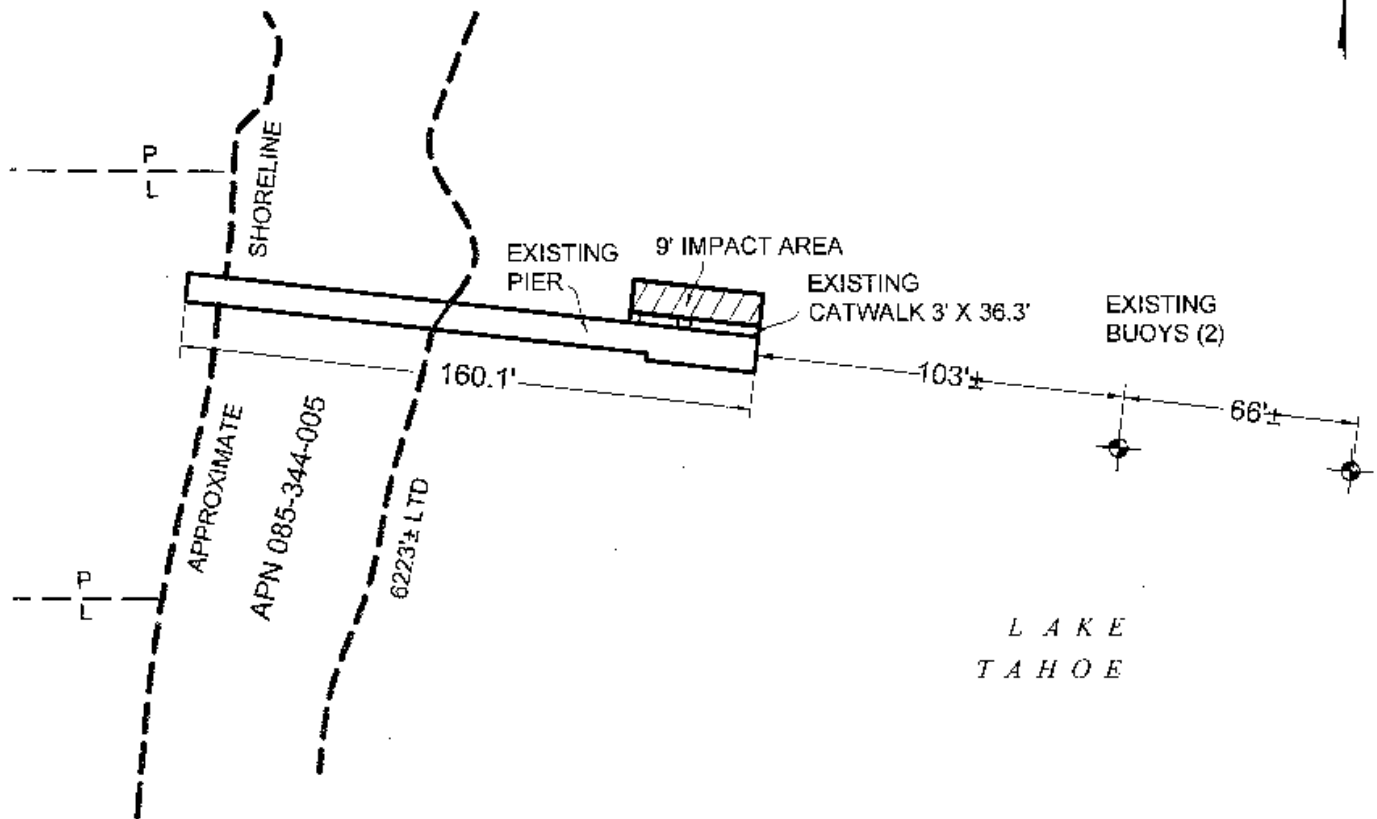 P
L
SHORELINE
EXISTING
PIER
9' IMPACT AREA
EXISTING
CATWALK 3' X 36.3'
EXISTING
BUOYS (2)
160.1'
103'±
66'±
APPROXIMATE
APN 085-344-005
6223'± LTD
P
L
L A K E
T A H O E